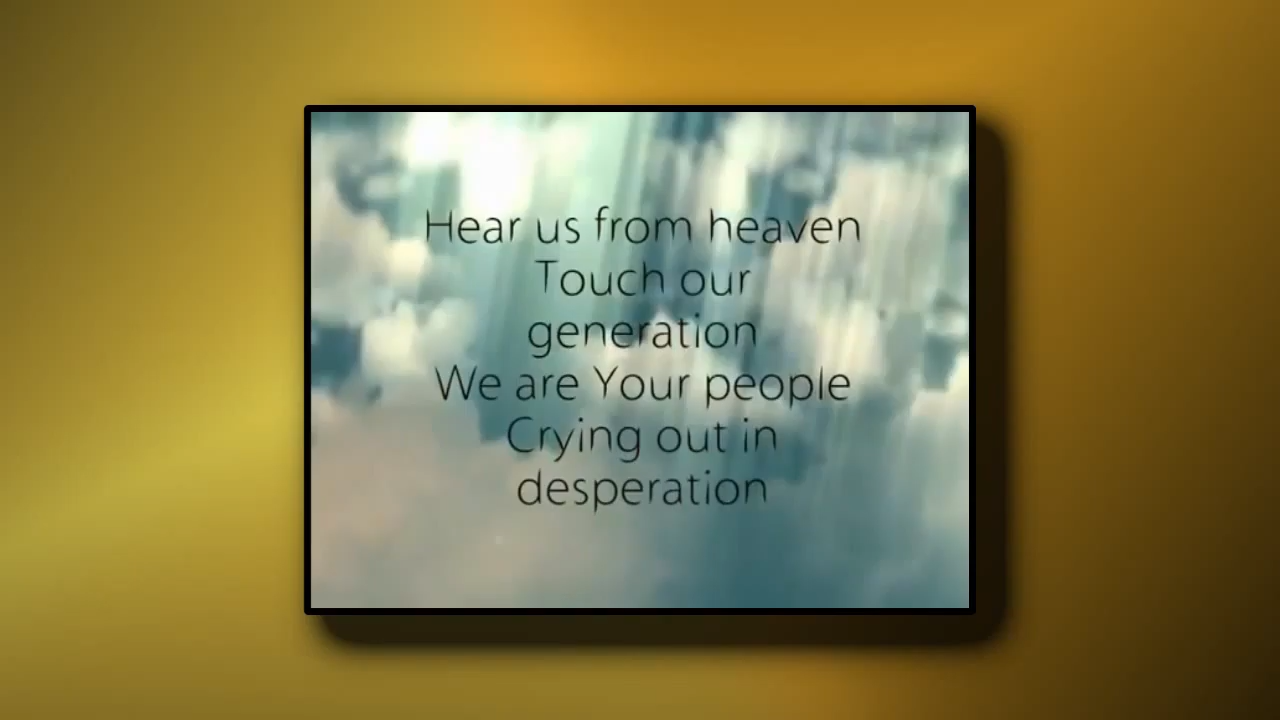 Hear us from heaven
Touch our
generation
We are Your people
Crying out in
desperation